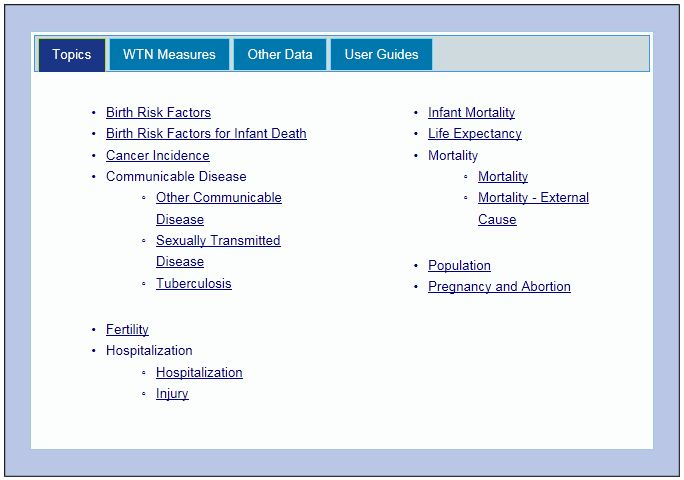 Topics WTN Measures Other Data User Guides
• Birth Risk Factors
• Birth Risk Factors for Infant Death
• Cancer Incidence
• Communicable Disease
◦ Other Communicable
Disease
◦ Sexually Transmitted
Disease
◦ Tuberculosis
• Fertility
• Hospitalization
◦ Hospitalization
◦ Injury
• Infant Mortality
• Life Expectancy
• Mortality
◦ Mortality
◦ Mortality - External
Cause
• Population
• Pregnancy and Abortion